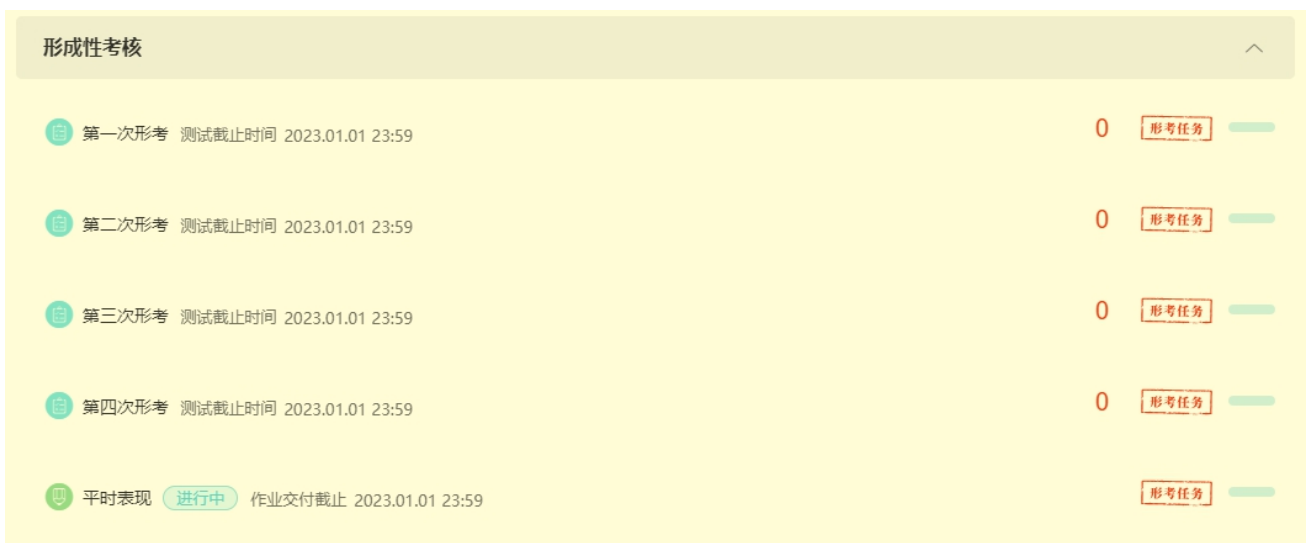 形成性考核
第一次形考 测试截止时间 2023.01.01 23:59 0 形考任务
第二次形考 测试截止时间 2023.01.01 23:59 0 形考任务
第三次形考 测试截止时间 2023.01.01 23:59 0 形考任务
第四次形考 测试截止时间 2023.01.01 23:59 0 形考任务
平时表现 进行中 作业交付截止 2023.01.01 23:59 形考任务